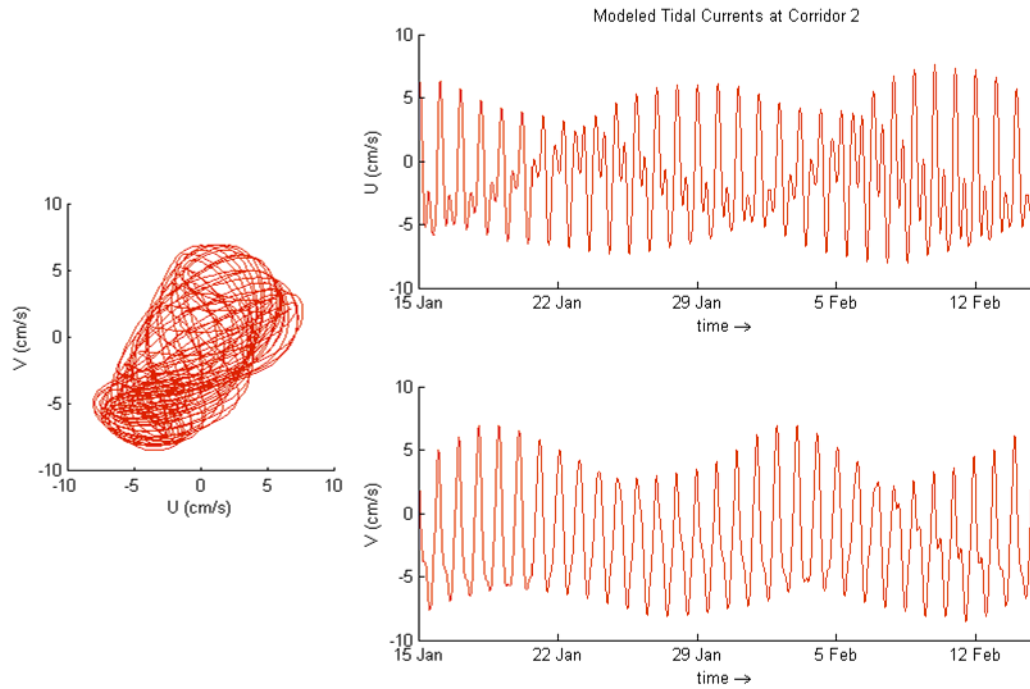 Modeled Tidal Currents at Corridor 2
10
5
0
-5
-10
U (cm/s)
15 Jan
22 Jan
29 Jan
5 Feb
12 Feb
time →
10
5
0
-5
-10
V (cm/s)
-10
-5
0
5
10
U (cm/s)
10
5
0
-5
-10
V (cm/s)
15 Jan
22 Jan
29 Jan
5 Feb
12 Feb
time →